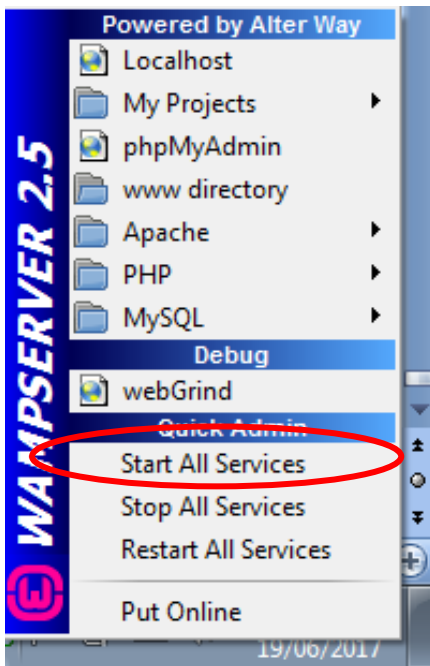 Powered by Alter Way
Localhost
My Projects
phpMyAdmin
www directory
Apache
PHP
MySQL
Debug
webGrind
Quick Admin
Start All Services
Stop All Services
Restart All Services
Put Online
WAMPSERVER 2.5
19/06/2017